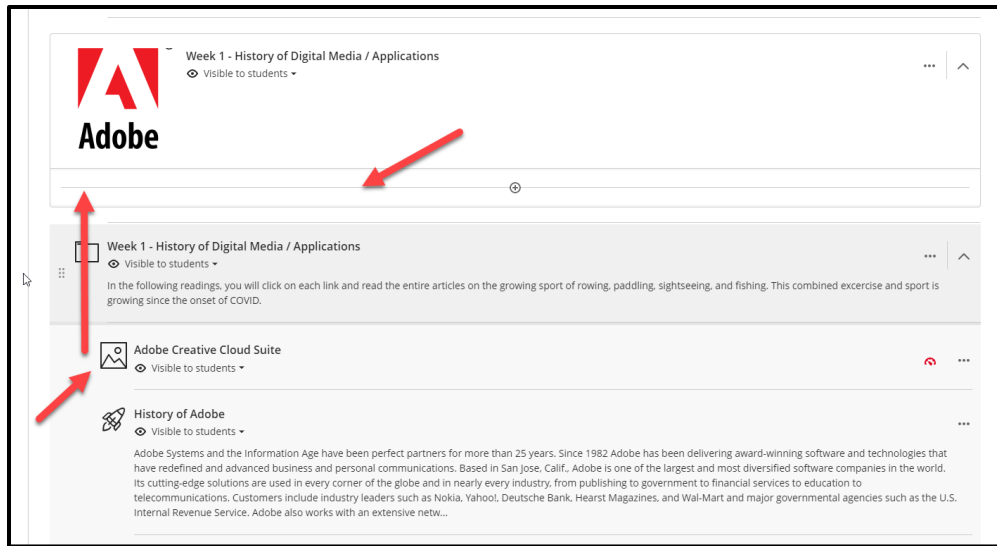 Week 1 - History of Digital Media / Applications
Visible to students
Adobe
Week 1 - History of Digital Media / Applications
Visible to students
In the following readings, you will click on each link and read the entire articles on the growing sport of rowing, paddling, sightseeing, and fishing. This combined excercise and sport is
growing since the onset of COVID.
Adobe Creative Cloud Suite
Visible to students
History of Adobe
Visible to students
Adobe Systems and the Information Age have been perfect partners for more than 25 years. Since 1982 Adobe has been delivering award-winning software and technologies that
have redefined and advanced business and personal communications. Based in San Jose, Calif., Adobe is one of the largest and most diversified software companies in the world.
Its cutting-edge solutions are used in every corner of the globe and in nearly every industry, from publishing to government to financial services to education to
telecommunications. Customers include industry leaders such as Nokia, Yahoo!, Deutsche Bank, Hearst Magazines, and Wal-Mart and major governmental agencies such as the U.S.
Internal Revenue Service. Adobe also works with an extensive netw...